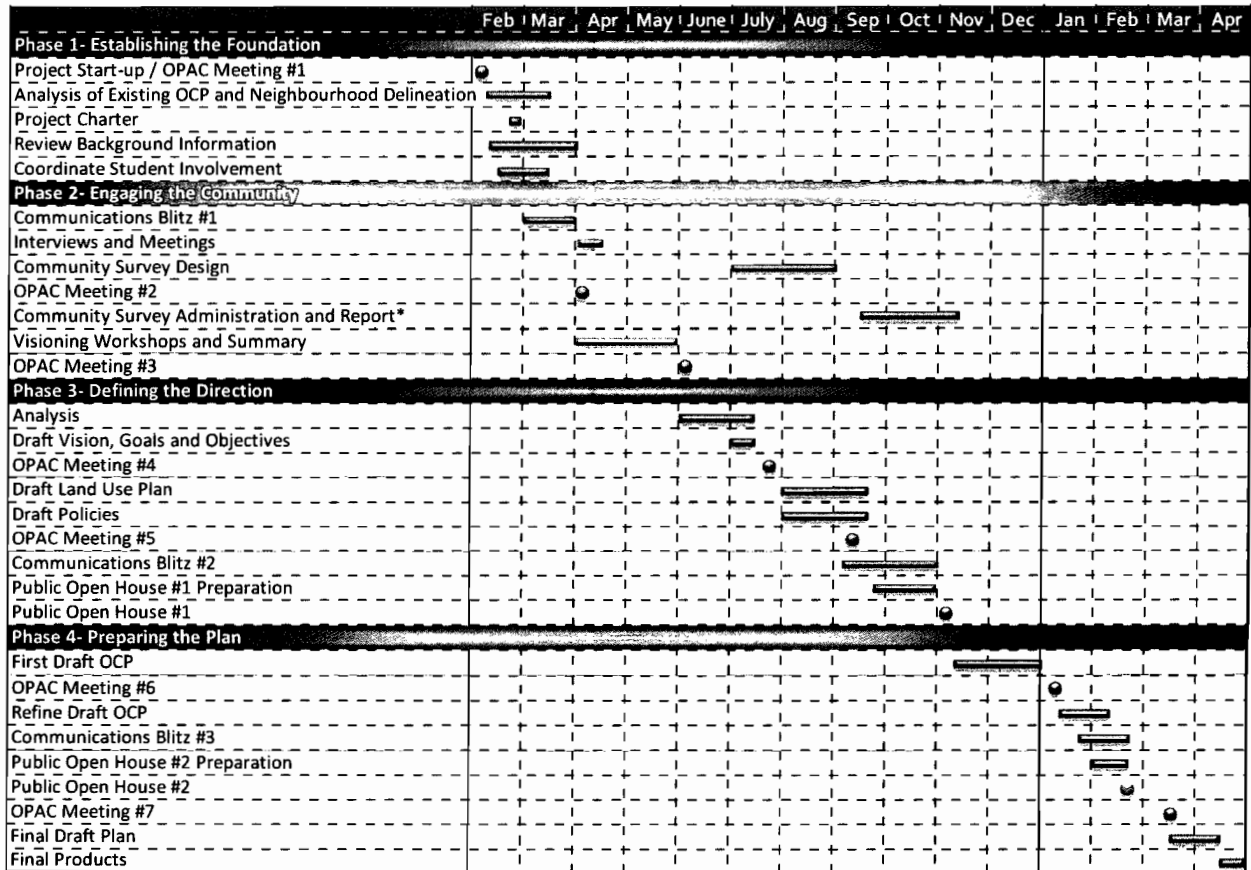 Feb Mar Apr May June July Aug Sep Oct Nov Dec Jan Feb Mar Apr
Phase 1- Establishing the Foundation
Project Start-up / OPAC Meeting #1
Analysis of Existing OCP and Neighbourhood Delineation
Project Charter
Review Background Information
Coordinate Student Involvement
Phase 2- Engaging the Community
Communications Blitz #1
Interviews and Meetings
Community Survey Design
OPAC Meeting #2
Community Survey Administration and Report*
Visioning Workshops and Summary
OPAC Meeting #3
Phase 3- Defining the Direction
Analysis
Draft Vision, Goals and Objectives
OPAC Meeting #4
Draft Land Use Plan
Draft Policies
OPAC Meeting #5
Communications Blitz #2
Public Open House #1 Preparation
Public Open House #1
Phase 4- Preparing the Plan
First Draft OCP
OPAC Meeting #6
Refine Draft OCP
Communications Blitz #3
Public Open House #2 Preparation
Public Open House #2
OPAC Meeting #7
Final Draft Plan
Final Products